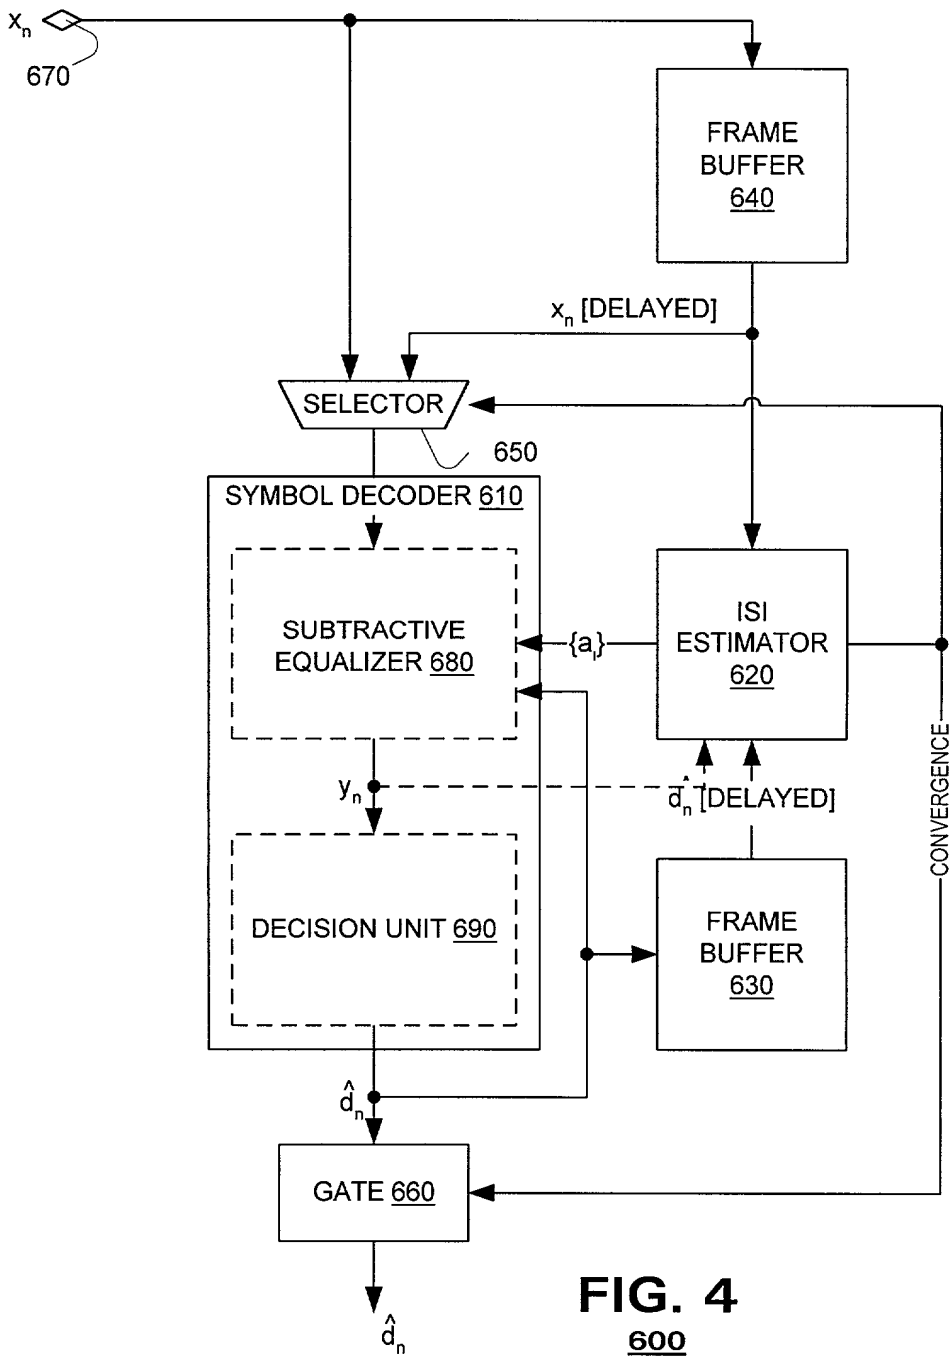 xₙ
670
FRAME
BUFFER
640
xₙ [DELAYED]
SELECTOR
650
SYMBOL DECODER 610
SUBTRACTIVE
EQUALIZER 680
{aᵢ}
ISI
ESTIMATOR
620
yₙ
d̂ₙ [DELAYED]
CONVERGENCE
DECISION UNIT 690
FRAME
BUFFER
630
d̂ₙ
GATE 660
d̂ₙ
FIG. 4
600